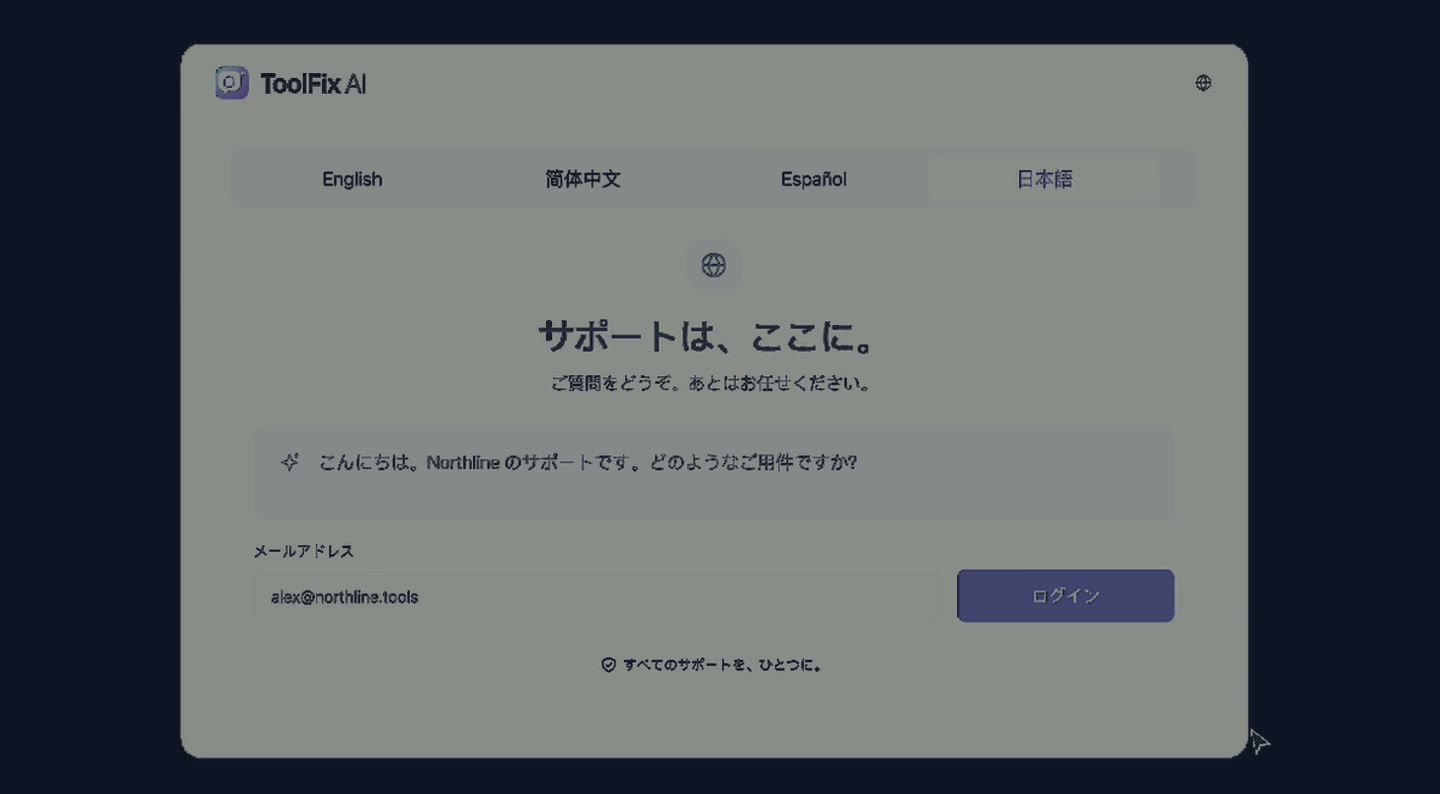 ToolFix AI
English
简体中文
Español
日本語
サポートは、ここに。
ご質問をどうぞ。あとはお任せください。
こんにちは。Northline のサポートです。どのようなご用件ですか?
メールアドレス
alex@northline.tools
ログイン
すべてのサポートを、ひとつに。